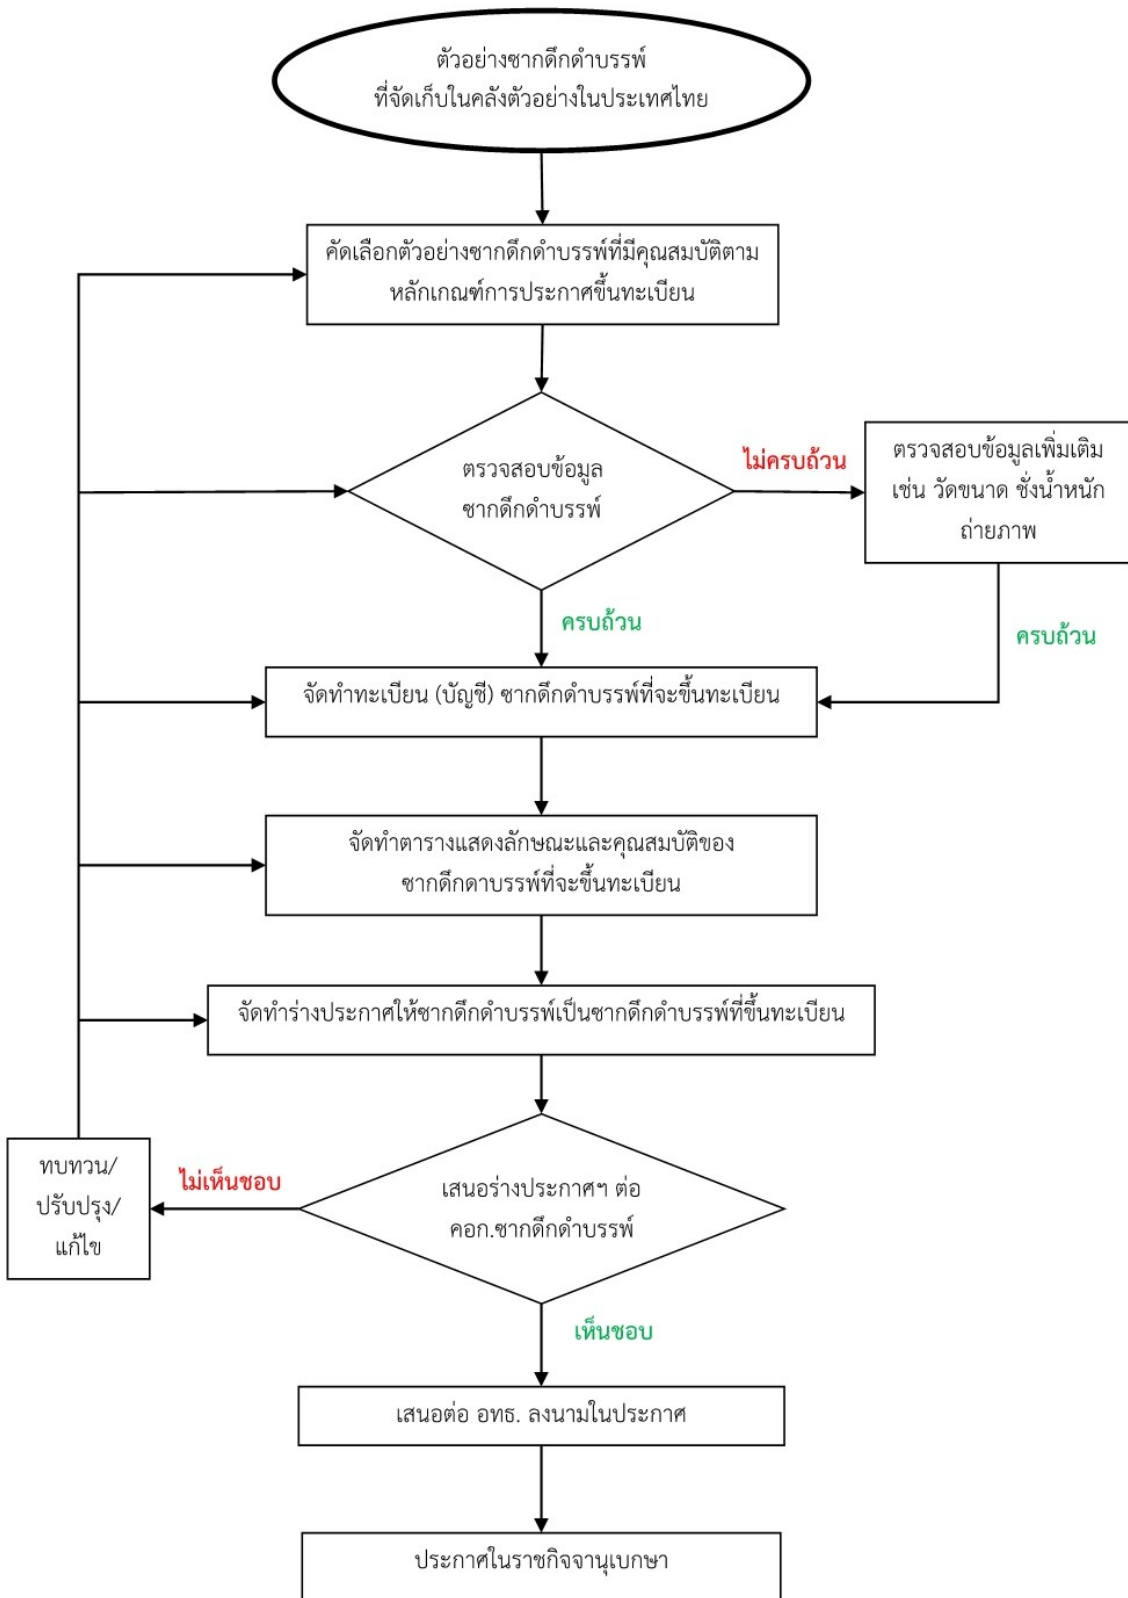 ตัวอย่างซากดึกดำบรรพ์
ที่จัดเก็บในคลังตัวอย่างในประเทศไทย
คัดเลือกตัวอย่างซากดึกดำบรรพ์ที่มีคุณสมบัติตาม
หลักเกณฑ์การประกาศขึ้นทะเบียน
ตรวจสอบข้อมูล
ซากดึกดำบรรพ์
ไม่ครบถ้วน
ตรวจสอบข้อมูลเพิ่มเติม
เช่น วัดขนาด ชั่งน้ำหนัก
ถ่ายภาพ
ครบถ้วน
ครบถ้วน
จัดทำทะเบียน (บัญชี) ซากดึกดำบรรพ์ที่จะขึ้นทะเบียน
จัดทำตารางแสดงลักษณะและคุณสมบัติของ
ซากดึกดาบรรพ์ที่จะขึ้นทะเบียน
จัดทำร่างประกาศให้ซากดึกดำบรรพ์เป็นซากดึกดำบรรพ์ที่ขึ้นทะเบียน
ทบทวน/
ปรับปรุง/
แก้ไข
ไม่เห็นชอบ
เสนอร่างประกาศฯ ต่อ
คอก.ซากดึกดำบรรพ์
เห็นชอบ
เสนอต่อ อทธ. ลงนามในประกาศ
ประกาศในราชกิจจานุเบกษา